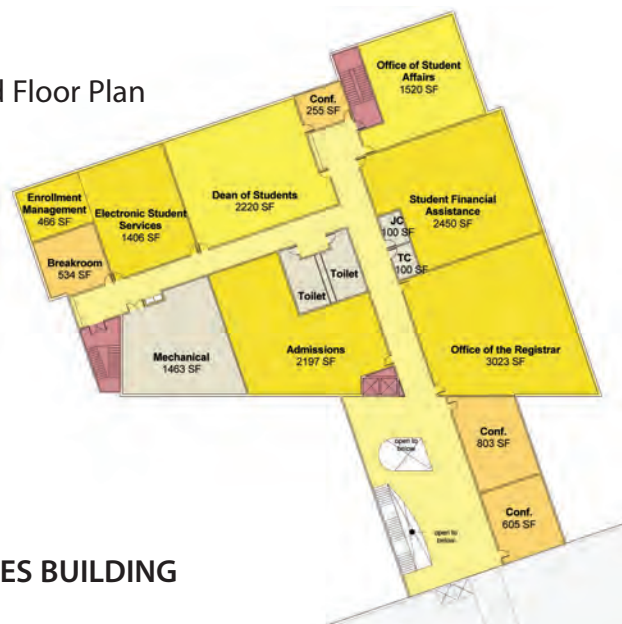 Floor Plan
Office of Student
Affairs
1520 SF
Conf.
255 SF
Enrollment
Management
466 SF
Electronic Student
Services
1406 SF
Dean of Students
2220 SF
Student Financial
Assistance
2450 SF
JC
100 SF
TC
100 SF
Breakroom
534 SF
Toilet
Toilet
Mechanical
1463 SF
Admissions
2197 SF
Office of the Registrar
3023 SF
Conf.
803 SF
open to
below
Conf.
605 SF
open to
below
ES BUILDING